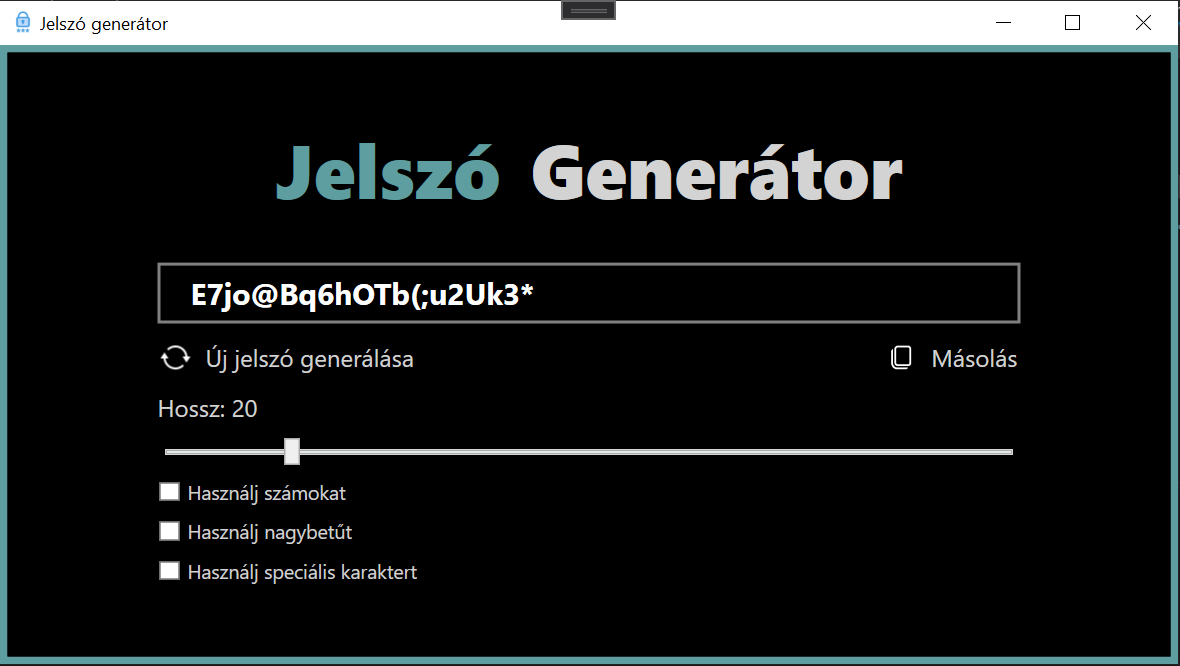 Jelszó generátor
Jelszó Generátor
E7jo@Bq6hOTb(;u2Uk3*
Új jelszó generálása
Másolás
Hossz: 20
Használj számokat
Használj nagybetűt
Használj speciális karaktert